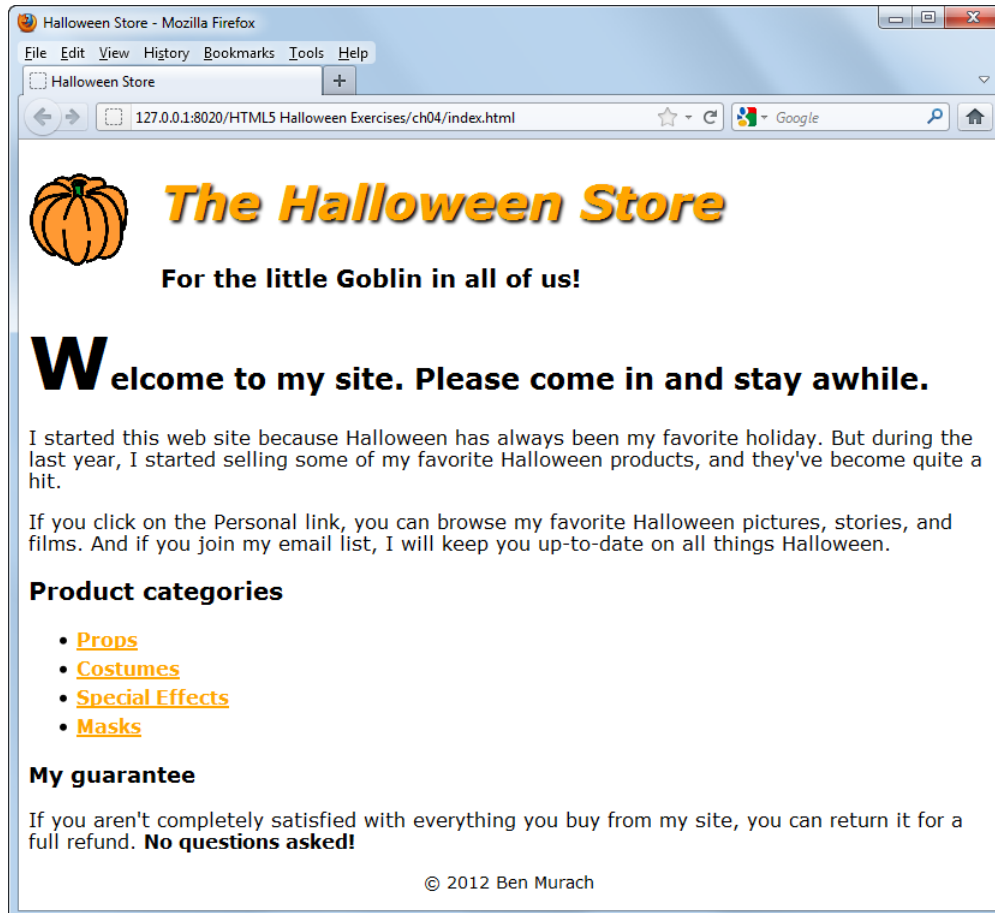 Halloween Store - Mozilla Firefox
File Edit View History Bookmarks Tools Help
Halloween Store +
127.0.0.1:8020/HTML5 Halloween Exercises/ch04/index.html Google
The Halloween Store
For the little Goblin in all of us!
Welcome to my site. Please come in and stay awhile.
I started this web site because Halloween has always been my favorite holiday. But during the
last year, I started selling some of my favorite Halloween products, and they've become quite a
hit.
If you click on the Personal link, you can browse my favorite Halloween pictures, stories, and
films. And if you join my email list, I will keep you up-to-date on all things Halloween.
Product categories
• Props
• Costumes
• Special Effects
• Masks
My guarantee
If you aren't completely satisfied with everything you buy from my site, you can return it for a
full refund. No questions asked!
© 2012 Ben Murach